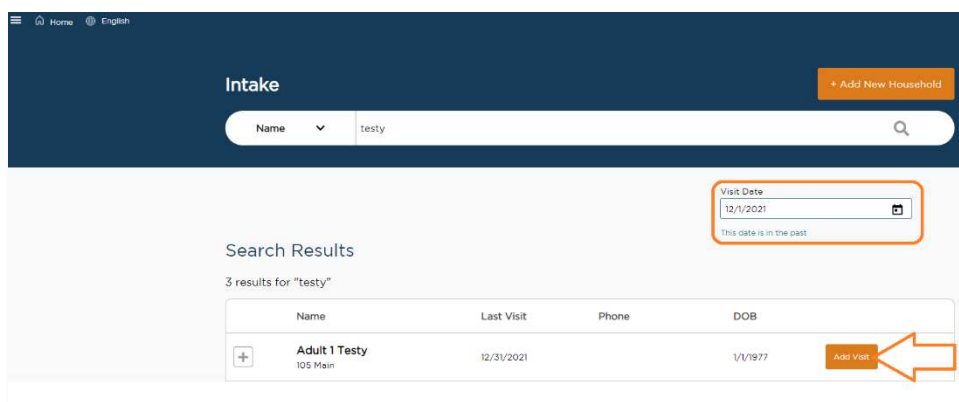 Home English
Intake
+ Add New Household
Name testy
Visit Date
12/1/2021
This date is in the past
Search Results
3 results for "testy"
Name Last Visit Phone DOB
Adult 1 Testy 12/31/2021 1/1/1977 Add Visit
105 Main